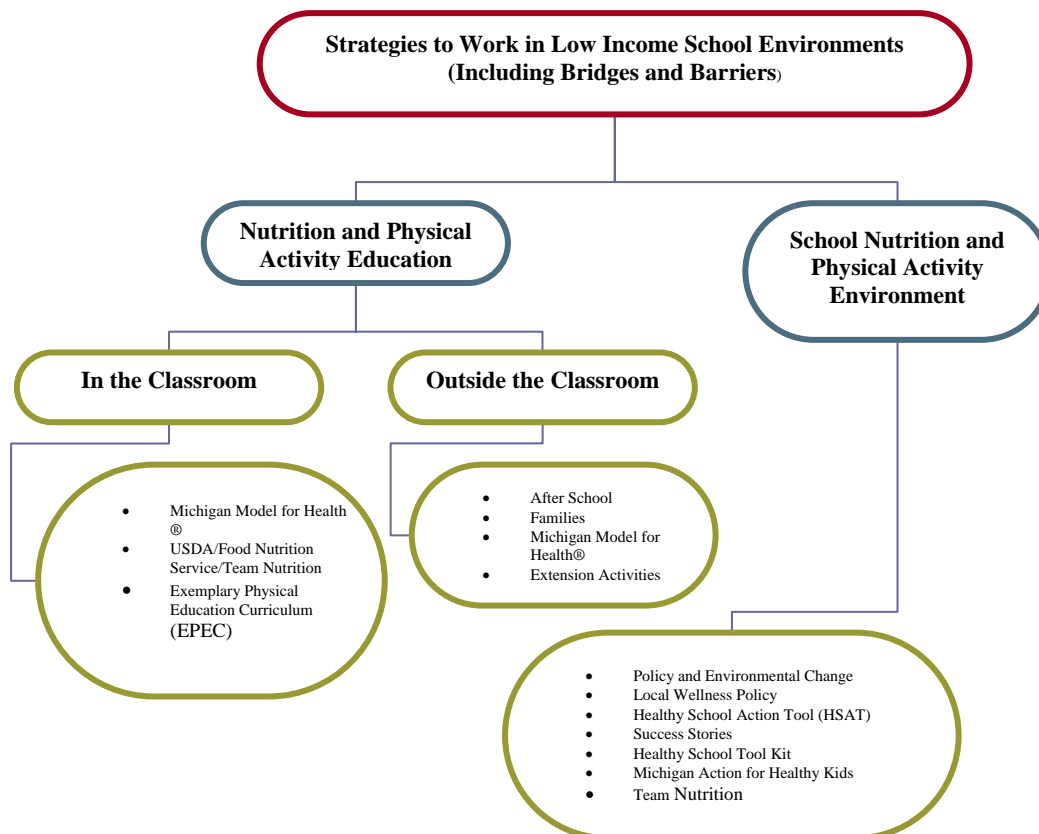 Strategies to Work in Low Income School Environments
(Including Bridges and Barriers)
Nutrition and Physical
Activity Education
School Nutrition and
Physical Activity
Environment
In the Classroom
Outside the Classroom
• Michigan Model for Health
®
• USDA/Food Nutrition
Service/Team Nutrition
• Exemplary Physical
Education Curriculum
(EPEC)
• After School
• Families
• Michigan Model for
Health®
• Extension Activities
• Policy and Environmental Change
• Local Wellness Policy
• Healthy School Action Tool (HSAT)
• Success Stories
• Healthy School Tool Kit
• Michigan Action for Healthy Kids
• Team Nutrition